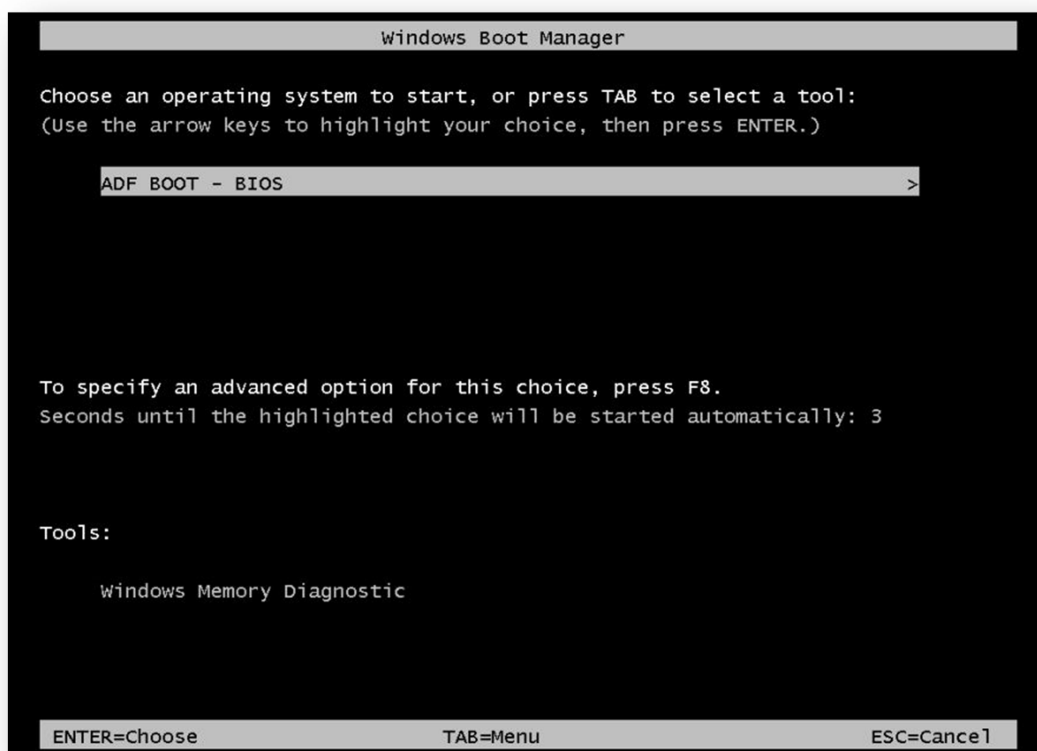 Windows Boot Manager
Choose an operating system to start, or press TAB to select a tool:
(Use the arrow keys to highlight your choice, then press ENTER.)
ADF BOOT - BIOS >
To specify an advanced option for this choice, press F8.
Seconds until the highlighted choice will be started automatically: 3
Tools:
Windows Memory Diagnostic
ENTER=Choose TAB=Menu ESC=Cancel